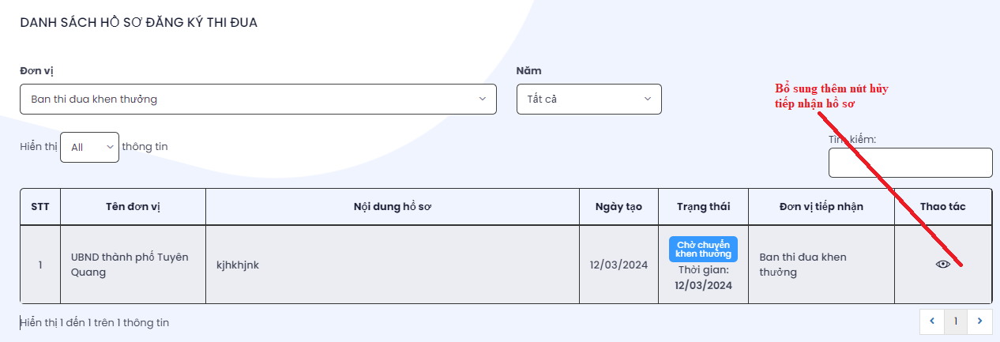 DANH SÁCH HỒ SƠ ĐĂNG KÝ THI ĐUA
Đơn vị
Năm
Ban thi đua khen thưởng
Tất cả
Bổ sung thêm nút hủy
tiếp nhận hồ sơ
Hiển thị All thông tin
Tìm kiếm:
STT Tên đơn vị Nội dung hồ sơ Ngày tạo Trạng thái Đơn vị tiếp nhận Thao tác
1
UBND thành phố Tuyên
Quang
kjhkhjnk
12/03/2024
Chờ chuyển
khen thưởng
Thời gian:
12/03/2024
Ban thi đua khen
thưởng
Hiển thị 1 đến 1 trên 1 thông tin
1